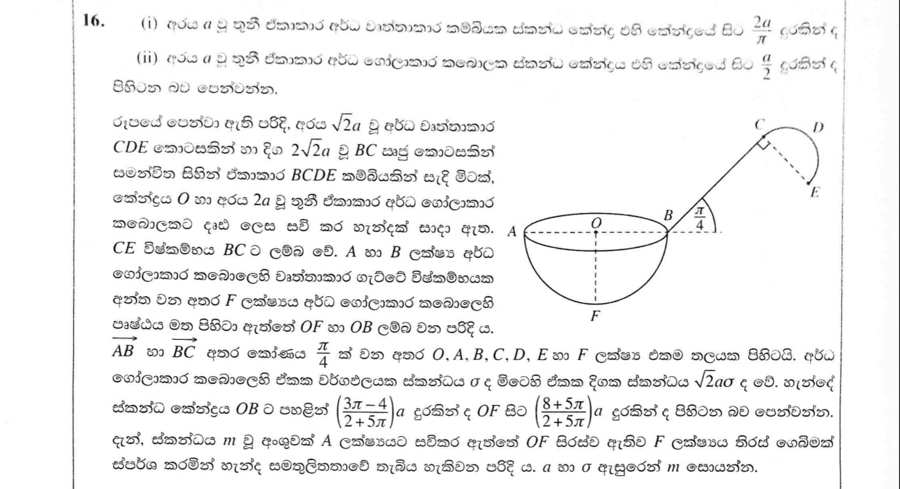 16. (i) අරය a වූ තුනී ඒකාකාර අර්ධ වෘත්තාකාර කම්බියක ස්කන්ධ කේන්ද්‍ර එහි කේන්ද්‍රයේ සිට 2a/π දුරකින් ද
(ii) අරය a වූ තුනී ඒකාකාර අර්ධ ගෝලාකාර කබොලක ස්කන්ධ කේන්ද්‍රය එහි කේන්ද්‍රයේ සිට a/2 දුරකින් ද
පිහිටන බව පෙන්වන්න.
රූපයේ පෙන්වා ඇති පරිදි, අරය √2a වූ අර්ධ වෘත්තාකාර
CDE කොටසකින් හා දිග 2√2a වූ BC ඍජු කොටසකින්
සමන්විත සිහින් ඒකාකාර BCDE කම්බියකින් සැදි මිටක්,
කේන්ද්‍රය O හා අරය 2a වූ තුනී ඒකාකාර අර්ධ ගෝලාකාර
කබොලකට දෘඪ ලෙස සවි කර හැන්දක් සාදා ඇත.
CE විෂ්කම්භය BC ට ලම්බ වේ. A හා B ලක්ෂ්‍ය අර්ධ
ගෝලාකාර කබොලෙහි වෘත්තාකාර ගැට්ටේ විෂ්කම්භයක
අන්ත වන අතර F ලක්ෂ්‍යය අර්ධ ගෝලාකාර කබොලෙහි
පෘෂ්ඨය මත පිහිටා ඇත්තේ OF හා OB ලම්බ වන පරිදි ය.
C
D
E
B
π/4
A
O
F
AB→ හා BC→ අතර කෝණය π/4 ක් වන අතර O, A, B, C, D, E හා F ලක්ෂ්‍ය එකම තලයක පිහිටයි. අර්ධ
ගෝලාකාර කබොලෙහි ඒකක වර්ගඵලයක ස්කන්ධය σ ද මිටෙහි ඒකක දිගක ස්කන්ධය √2aσ ද වේ. හැන්දේ
ස්කන්ධ කේන්ද්‍රය OB ට පහළින් ((3π−4)/(2+5π))a දුරකින් ද OF සිට ((8+5π)/(2+5π))a දුරකින් ද පිහිටන බව පෙන්වන්න.
දැන්, ස්කන්ධය m වූ අංශුවක් A ලක්ෂ්‍යයට සවිකර ඇත්තේ OF සිරස්ව ඇතිව F ලක්ෂ්‍යය තිරස් ගෙබිමක්
ස්පර්ශ කරමින් හැන්ද සමතුලිතතාවේ තැබිය හැකිවන පරිදි ය. a හා σ ඇසුරෙන් m සොයන්න.